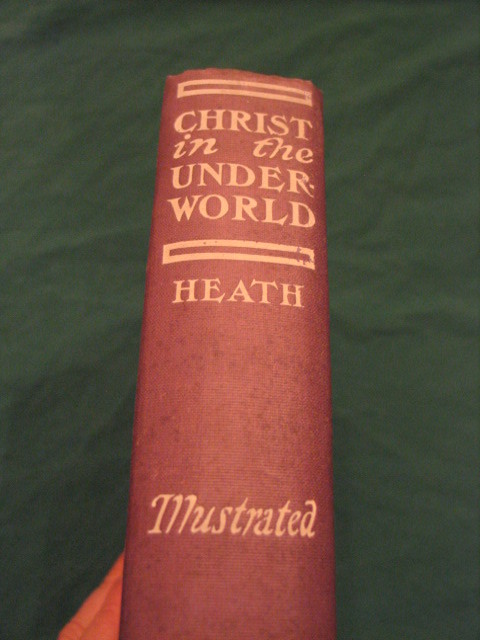 CHRIST
in the
UNDER-
WORLD
HEATH
Illustrated